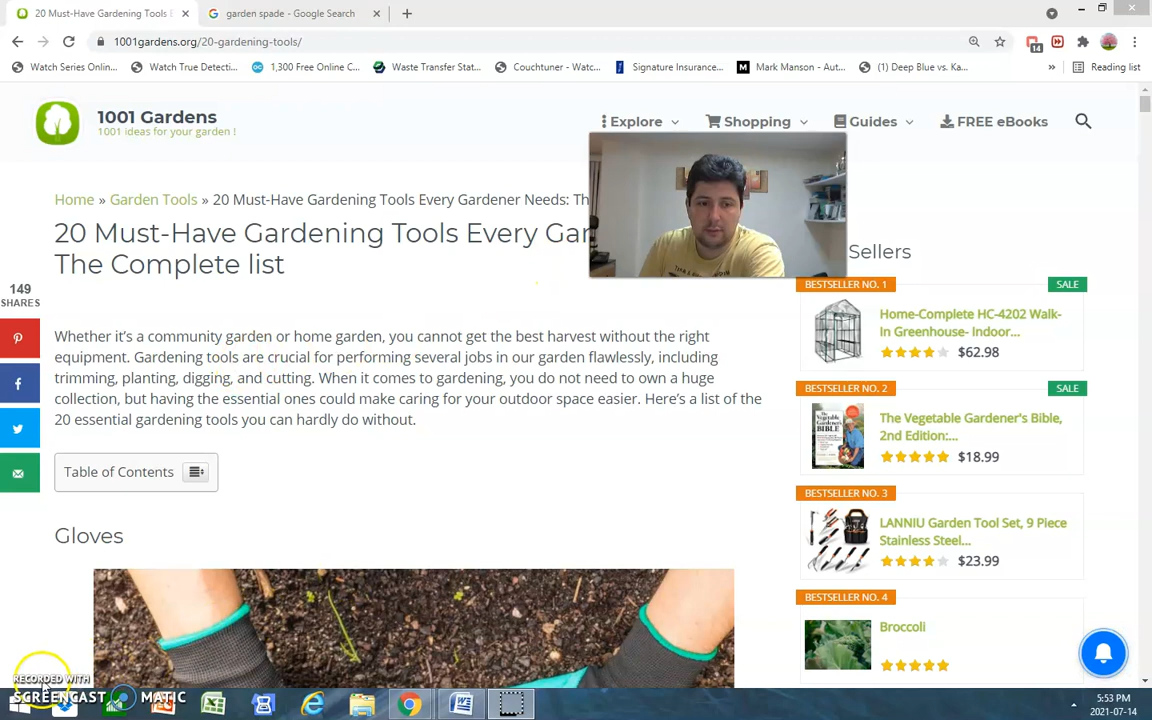 20 Must-Have Gardening Tools E
garden spade - Google Search
1001gardens.org/20-gardening-tools/
14
Watch Series Onlin...
Watch True Detecti...
1,300 Free Online C...
Waste Transfer Stat...
Couchtuner - Watc...
Signature Insuranc...
Mark Manson - Aut...
(1) Deep Blue vs. Ka...
»
Reading list
1001 Gardens
1001 ideas for your garden !
Explore
Shopping
Guides
FREE eBooks
Home » Garden Tools » 20 Must-Have Gardening Tools Every Gardener Needs: Th
20 Must-Have Gardening Tools Every Gar
The Complete list
Sellers
149
SHARES
Whether it's a community garden or home garden, you cannot get the best harvest without the right
equipment. Gardening tools are crucial for performing several jobs in our garden flawlessly, including
trimming, planting, digging, and cutting. When it comes to gardening, you do not need to own a huge
collection, but having the essential ones could make caring for your outdoor space easier. Here's a list of the
20 essential gardening tools you can hardly do without.
Table of Contents
Gloves
BESTSELLER NO. 1
SALE
Home-Complete HC-4202 Walk-
In Greenhouse- Indoor...
$62.98
BESTSELLER NO. 2
SALE
The Vegetable Gardener's Bible,
2nd Edition:...
$18.99
BESTSELLER NO. 3
LANNIU Garden Tool Set, 9 Piece
Stainless Steel...
$23.99
BESTSELLER NO. 4
Broccoli
RECORDED WITH
SCREENCAST MATIC
5:53 PM
2021-07-14